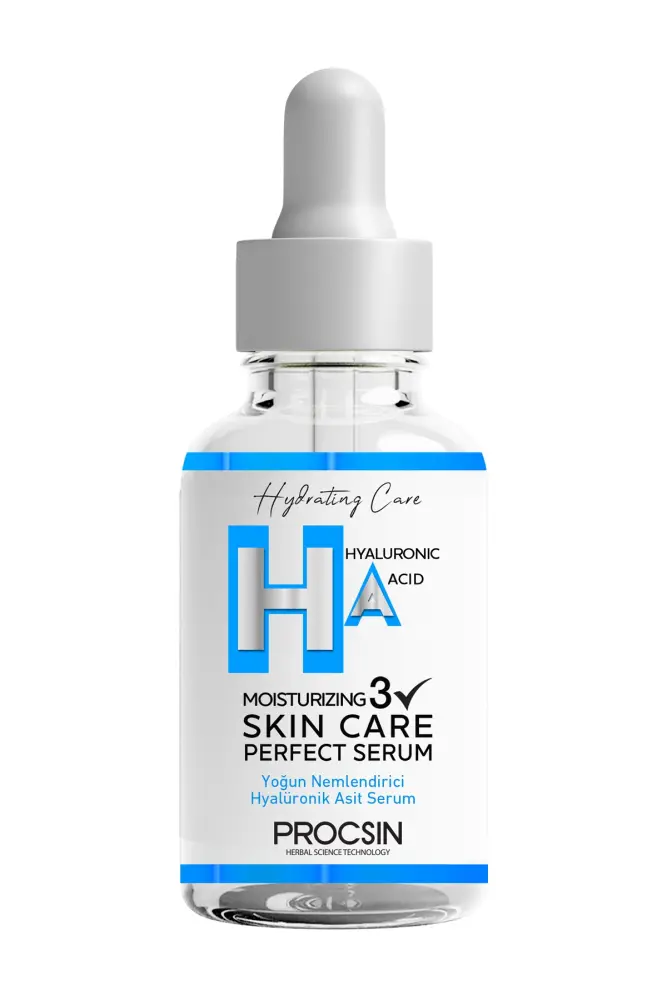 Hydrating Care
HA
HYALURONIC
ACID
MOISTURIZING 3✓
SKIN CARE
PERFECT SERUM
Yoğun Nemlendirici
Hyalüronik Asit Serum
PROCSIN
HERBAL SCIENCE TECHNOLOGY